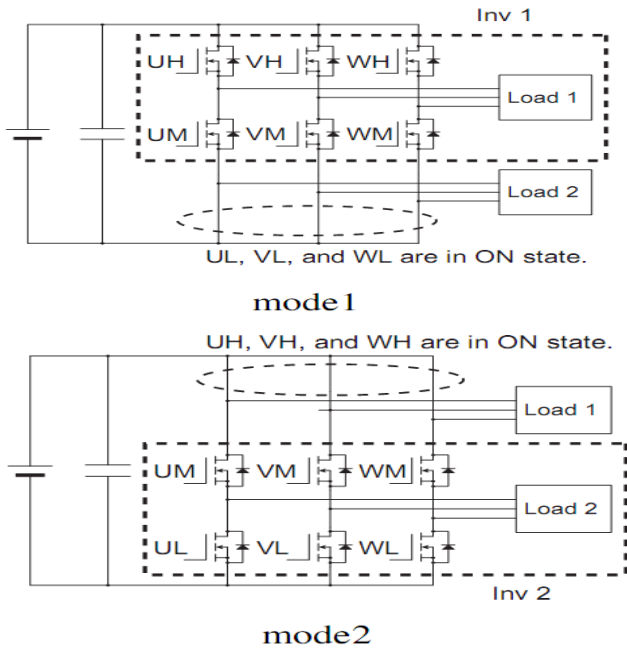 Inv 1
UH VH WH
Load 1
UM VM WM
Load 2
UL, VL, and WL are in ON state.
mode1
UH, VH, and WH are in ON state.
Load 1
UM VM WM
Load 2
UL VL WL
Inv 2
mode2